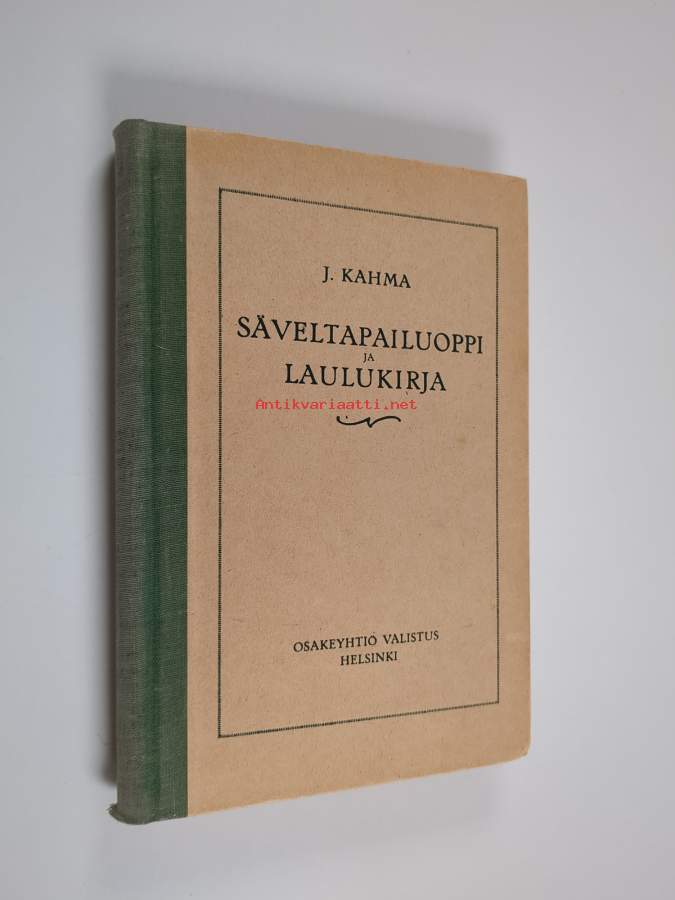 J. KAHMA
SÄVELTAPAILUOPPI
JA
LAULUKIRJA
Antikvariaatti.net
OSAKEYHTIÖ VALISTUS
HELSINKI